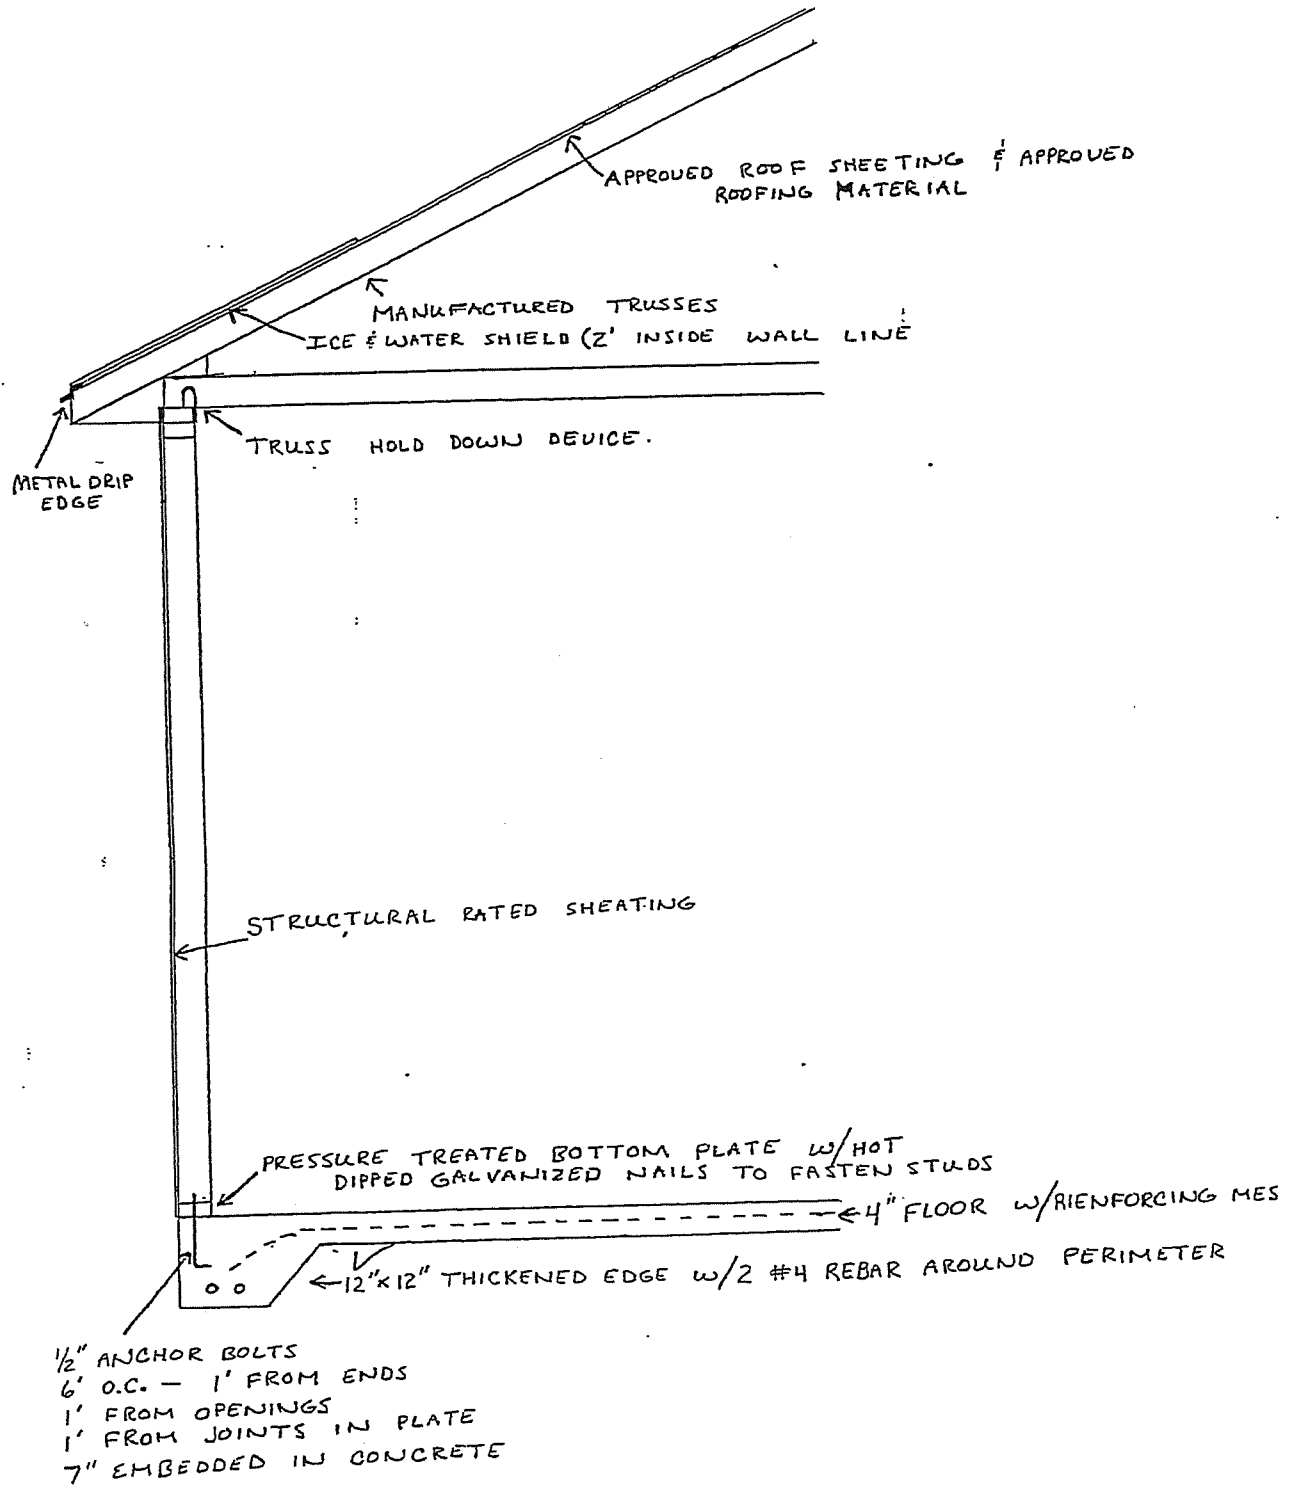 APPROVED ROOF SHEETING & APPROVED
ROOFING MATERIAL
MANUFACTURED TRUSSES
ICE & WATER SHIELD (2' INSIDE WALL LINE
TRUSS HOLD DOWN DEVICE.
METAL DRIP
EDGE
STRUCTURAL RATED SHEATING
PRESSURE TREATED BOTTOM PLATE W/HOT
DIPPED GALVANIZED NAILS TO FASTEN STUDS
4" FLOOR W/RIENFORCING MES
12"X12" THICKENED EDGE W/2 #4 REBAR AROUND PERIMETER
1/2" ANCHOR BOLTS
6' O.C. — 1' FROM ENDS
1' FROM OPENINGS
1' FROM JOINTS IN PLATE
7" EMBEDDED IN CONCRETE